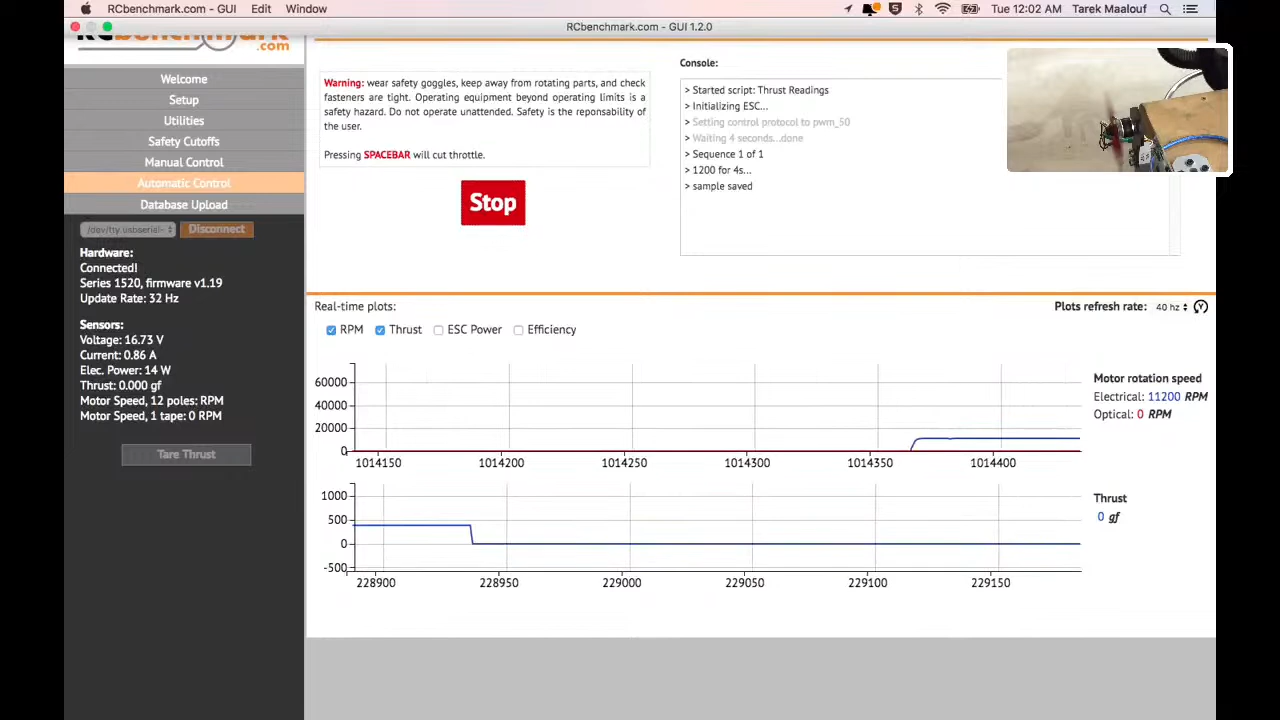 RCbenchmark.com - GUI Edit Window
Tue 12:02 AM Tarek Maalouf
RCbenchmark.com - GUI 1.2.0
RCbenchmark
.com
Welcome
Setup
Utilities
Safety Cutoffs
Manual Control
Automatic Control
Database Upload
/dev/tty.usbserial- Disconnect
Hardware:
Connected!
Series 1520, firmware v1.19
Update Rate: 32 Hz
Sensors:
Voltage: 16.73 V
Current: 0.86 A
Elec. Power: 14 W
Thrust: 0.000 gf
Motor Speed, 12 poles: RPM
Motor Speed, 1 tape: 0 RPM
Tare Thrust
Warning: wear safety goggles, keep away from rotating parts, and check
fasteners are tight. Operating equipment beyond operating limits is a
safety hazard. Do not operate unattended. Safety is the reponsability of
the user.
Pressing SPACEBAR will cut throttle.
Stop
Console:
> Started script: Thrust Readings
> Initializing ESC...
> Setting control protocol to pwm_50
> Waiting 4 seconds...done
> Sequence 1 of 1
> 1200 for 4s...
> sample saved
Real-time plots:
Plots refresh rate: 40 hz
RPM Thrust ESC Power Efficiency
60000
40000
20000
0
1014150 1014200 1014250 1014300 1014350 1014400
Motor rotation speed
Electrical: 11200 RPM
Optical: 0 RPM
1000
500
0
-500
228900 228950 229000 229050 229100 229150
Thrust
0 gf